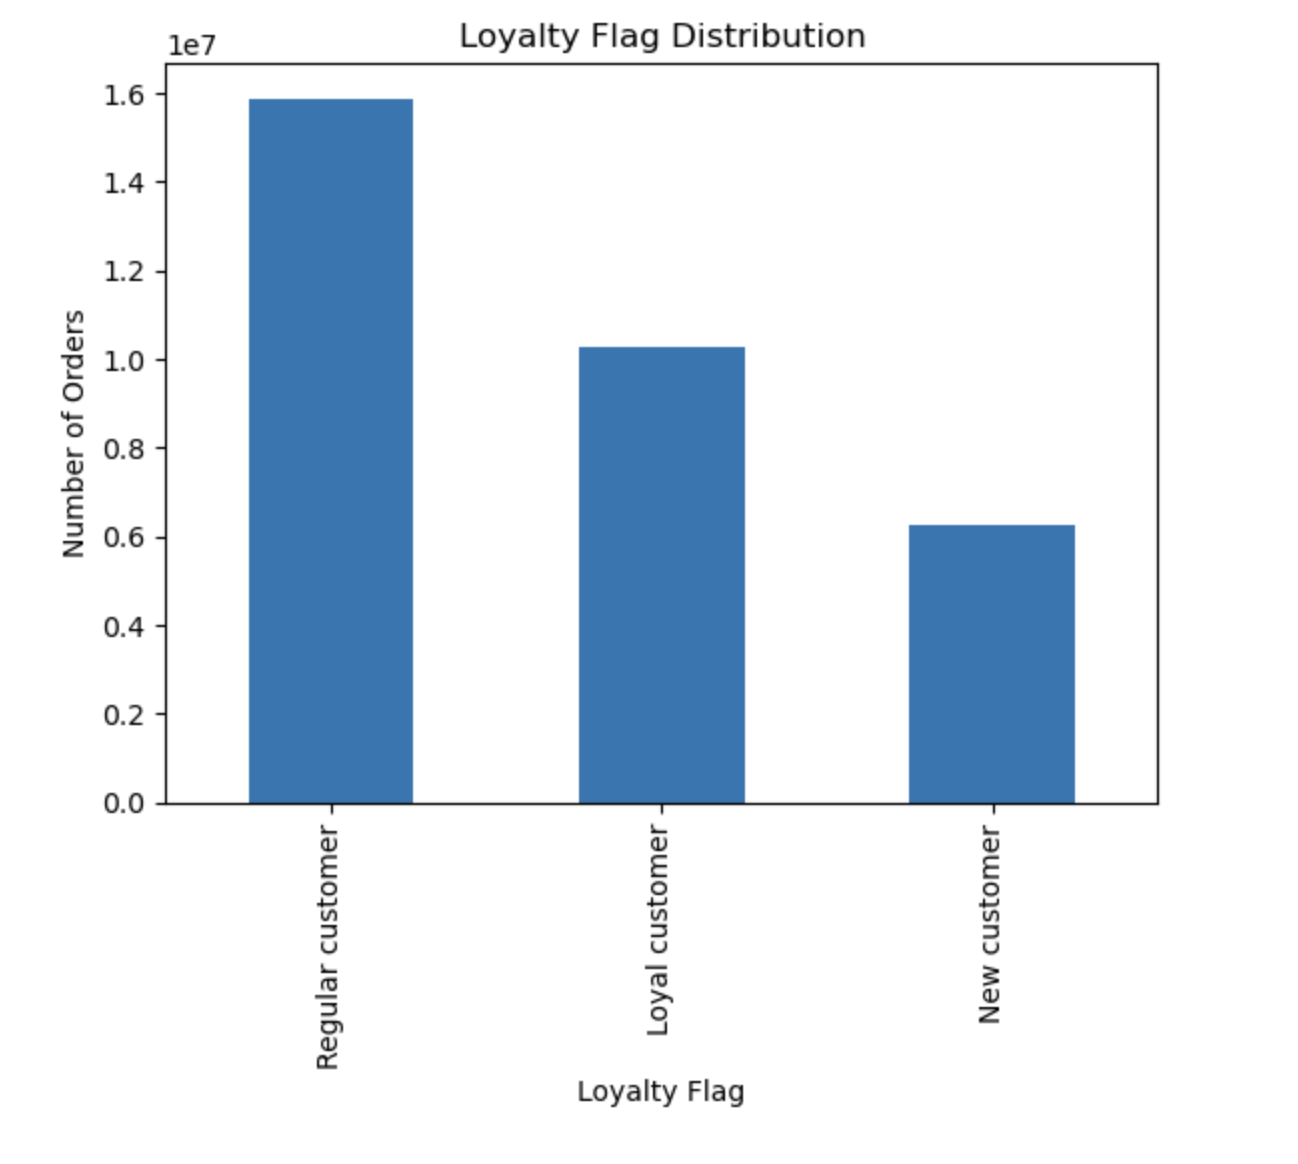 Loyalty Flag Distribution
1e7
1.6
1.4
1.2
1.0
0.8
0.6
0.4
0.2
0.0
Number of Orders
Regular customer
Loyal customer
New customer
Loyalty Flag